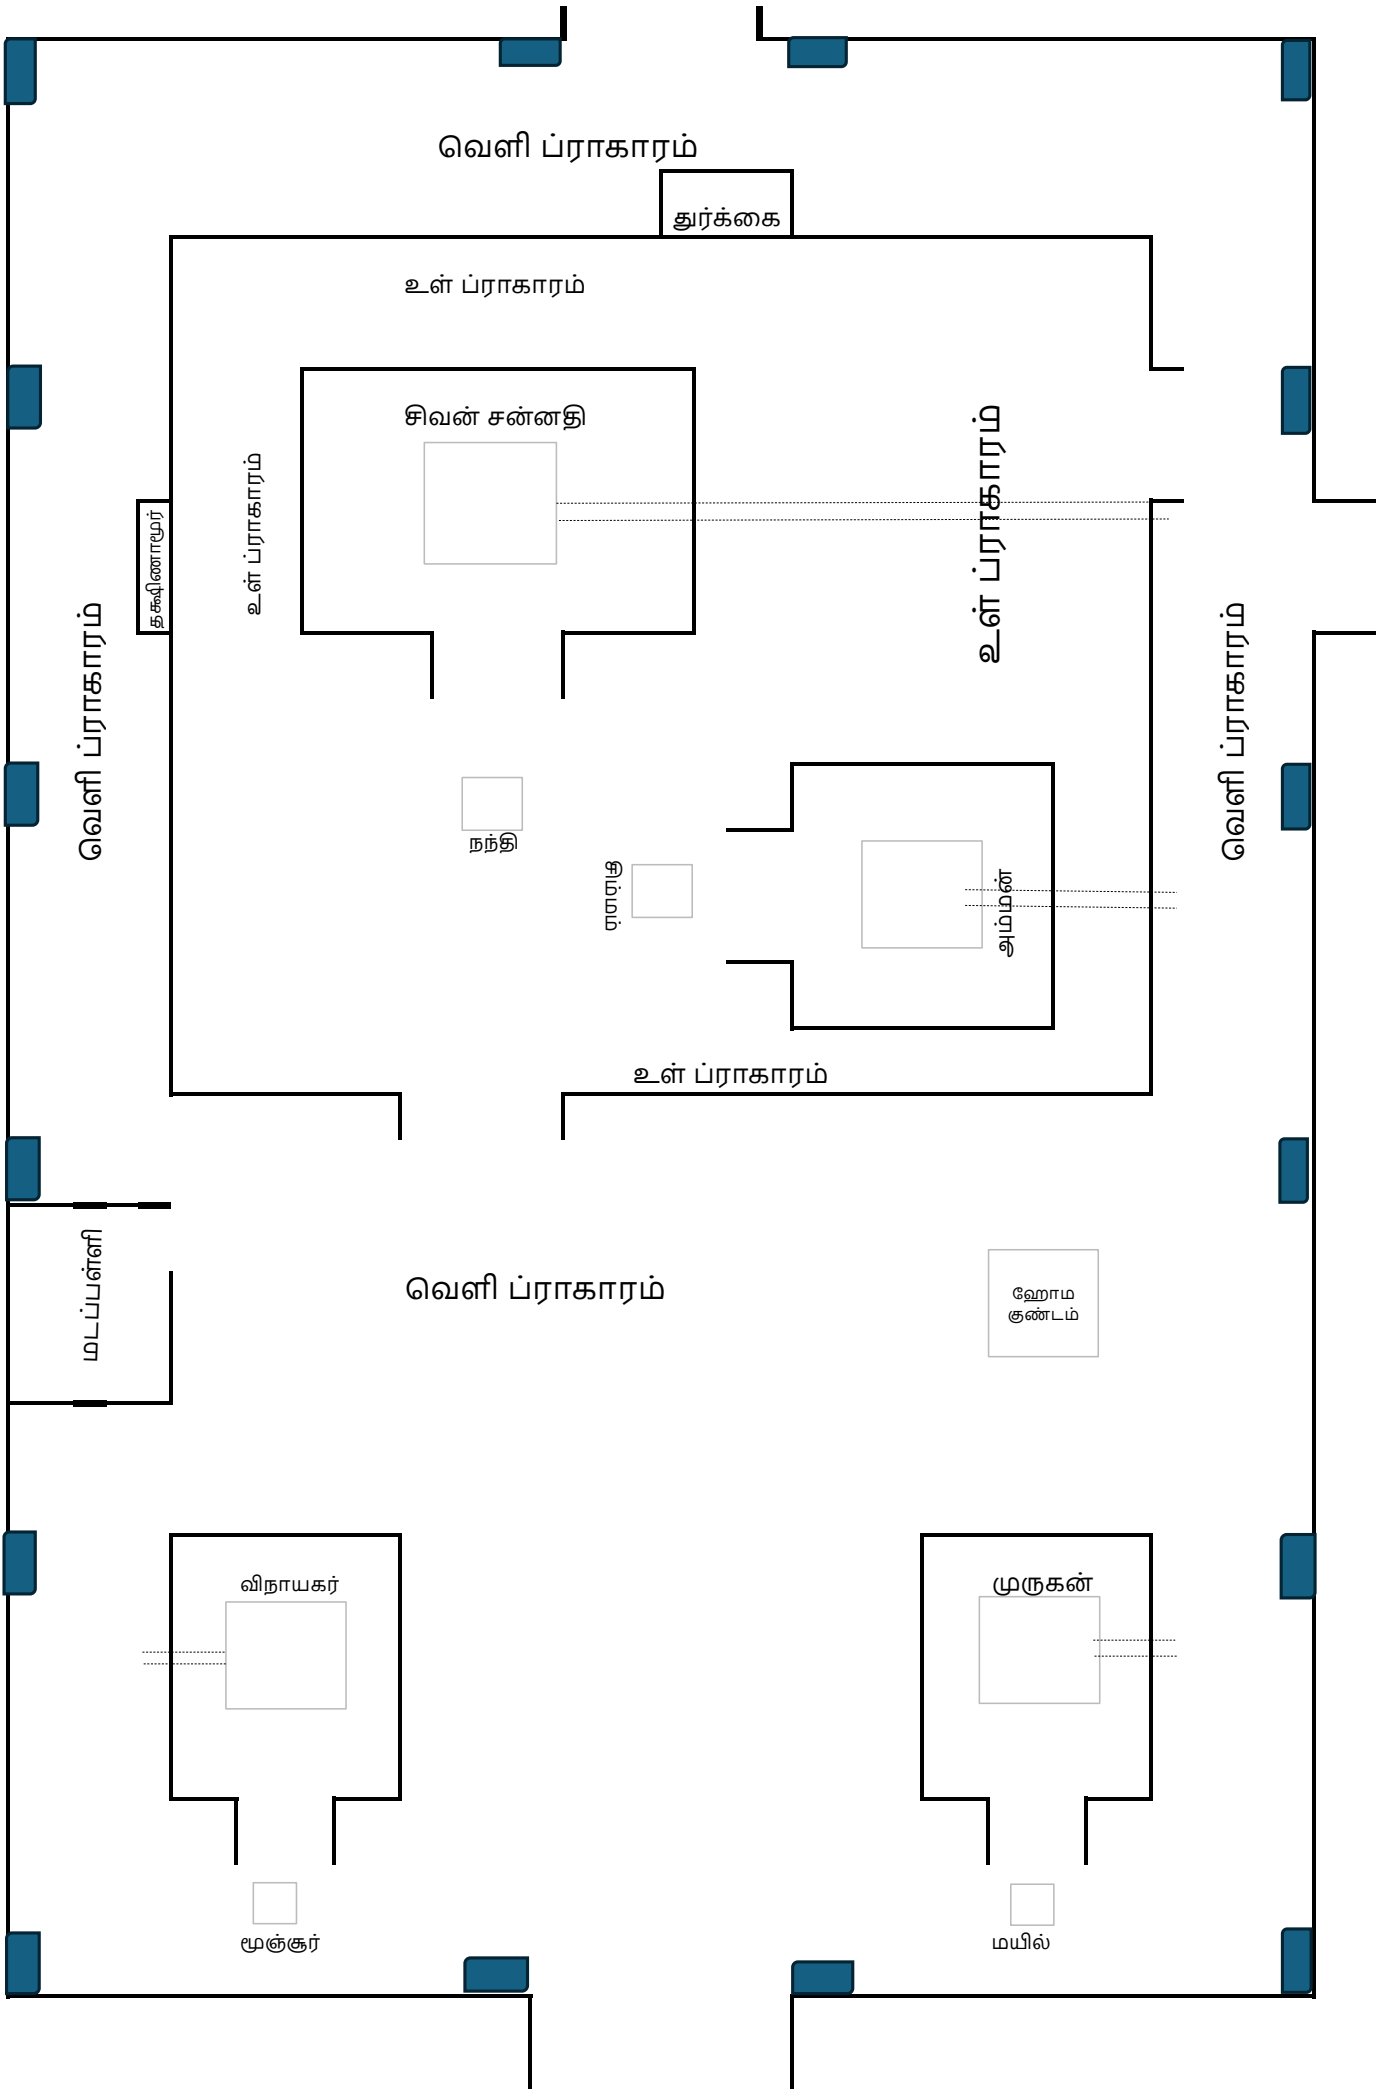 வெளி ப்ராகாரம்
துர்க்கை
உள் ப்ராகாரம்
சிவன் சன்னதி
உள் ப்ராகாரம்
உள் ப்ராகாரம்
தக்ஷிணாமூர்
வெளி ப்ராகாரம்
வெளி ப்ராகாரம்
நந்தி
அம்மன்
உள் ப்ராகாரம்
மடப்பள்ளி
வெளி ப்ராகாரம்
ஹோம
குண்டம்
விநாயகர்
முருகன்
மூஞ்சூர்
மயில்